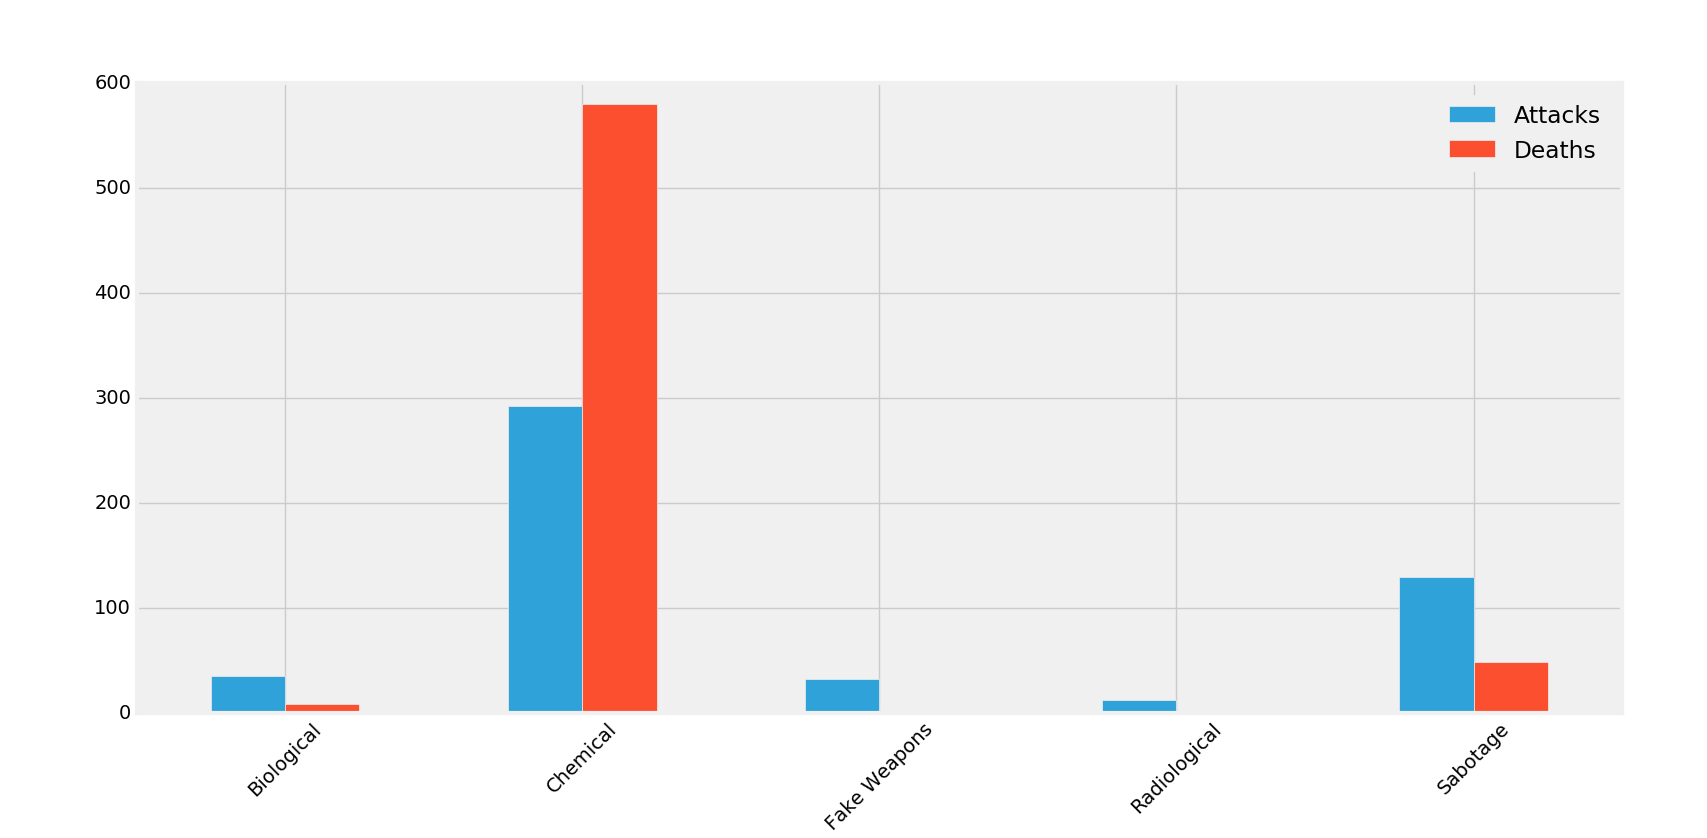 600
500
400
300
200
100
0
Attacks
Deaths
Biological
Chemical
Fake Weapons
Radiological
Sabotage